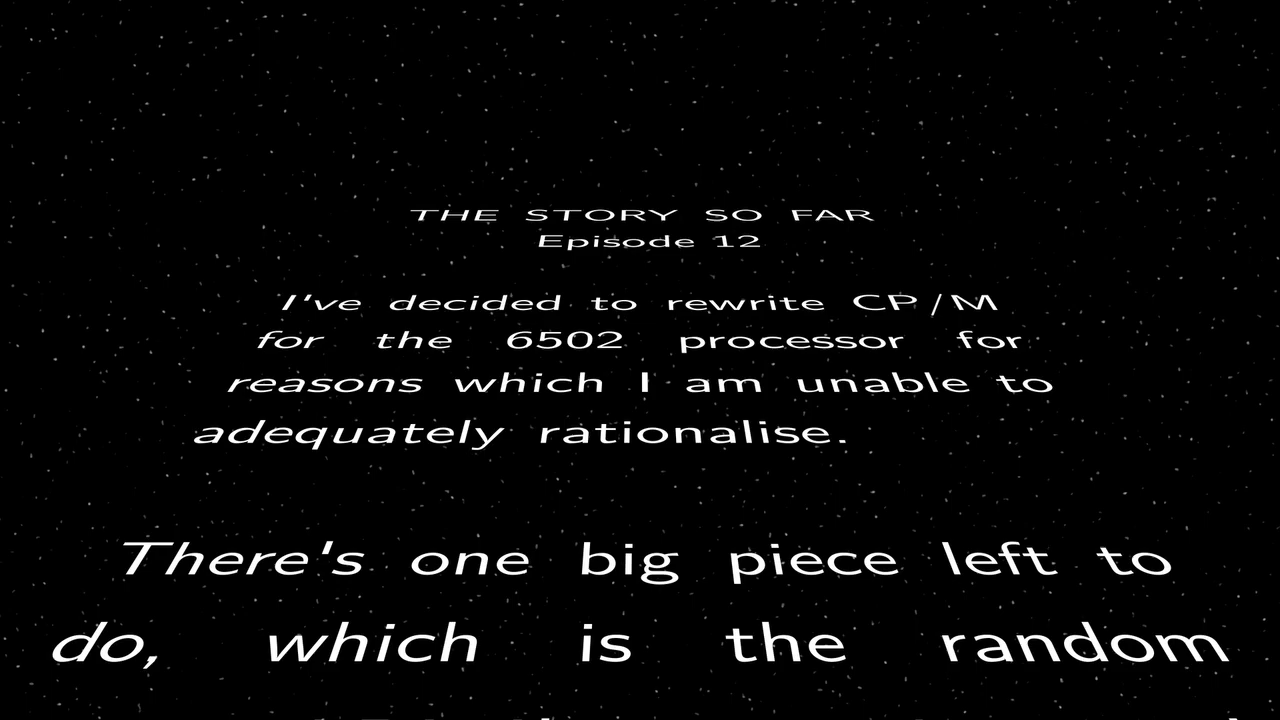 THE STORY SO FAR
Episode 12
I've decided to rewrite CP/M
for the 6502 processor for
reasons which I am unable to
adequately rationalise.
There's one big piece left to
do, which is the random